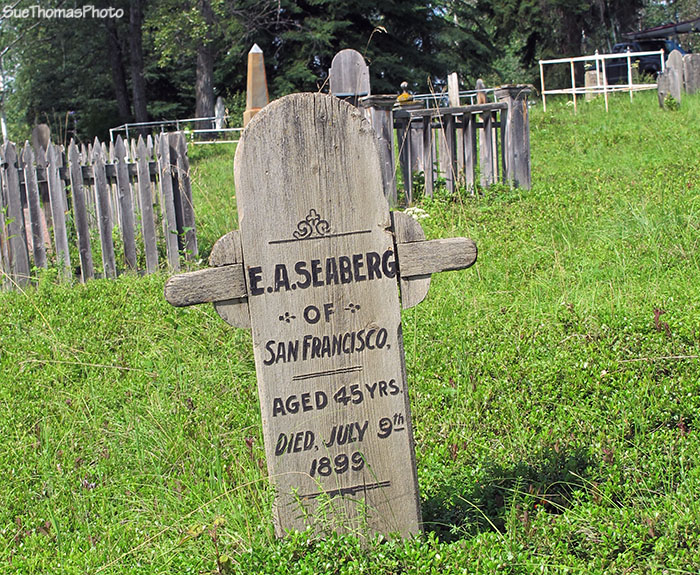 SueThomasPhoto
E.A. SEABERG
OF
SAN FRANCISCO,
AGED 45 YRS.
DIED, JULY 9th
1899